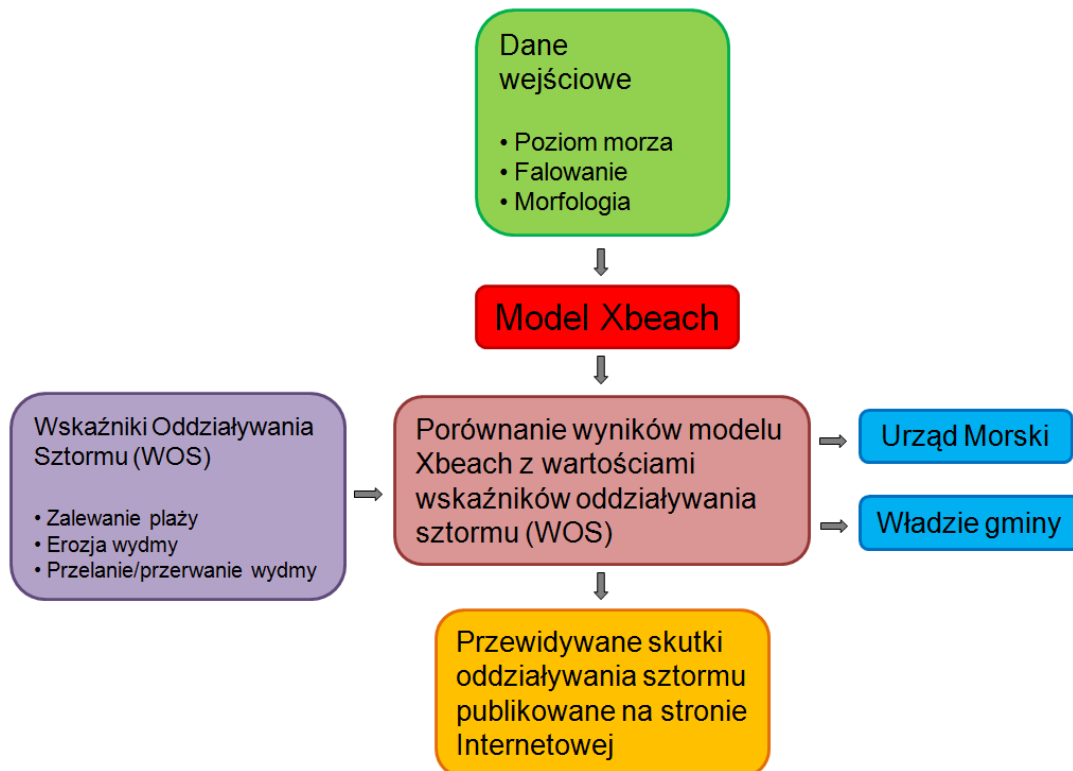 Dane
wejściowe
• Poziom morza
• Falowanie
• Morfologia
Model Xbeach
Wskaźniki Oddziaływania
Sztormu (WOS)
• Zalewanie plaży
• Erozja wydmy
• Przelanie/przerwanie wydmy
Porównanie wyników modelu
Xbeach z wartościami
wskaźników oddziaływania
sztormu (WOS)
Urząd Morski
Władzie gminy
Przewidywane skutki
oddziaływania sztormu
publikowane na stronie
Internetowej